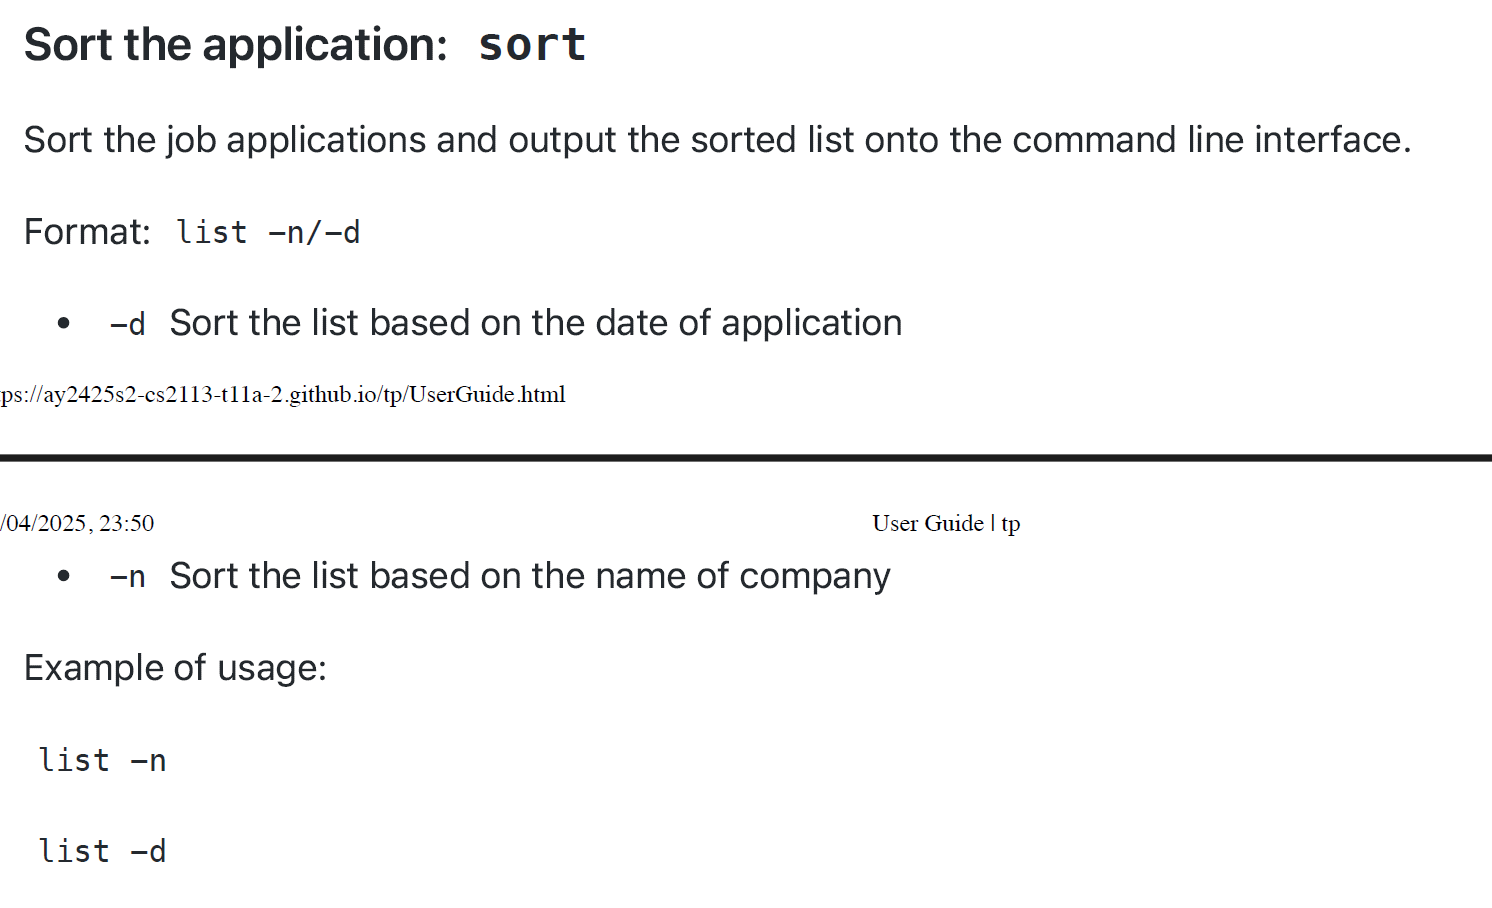 Sort the application: sort
Sort the job applications and output the sorted list onto the command line interface.
Format: list -n/-d
• -d Sort the list based on the date of application
ps://ay2425s2-cs2113-t11a-2.github.io/tp/UserGuide.html
/04/2025, 23:50 User Guide | tp
• -n Sort the list based on the name of company
Example of usage:
list -n
list -d